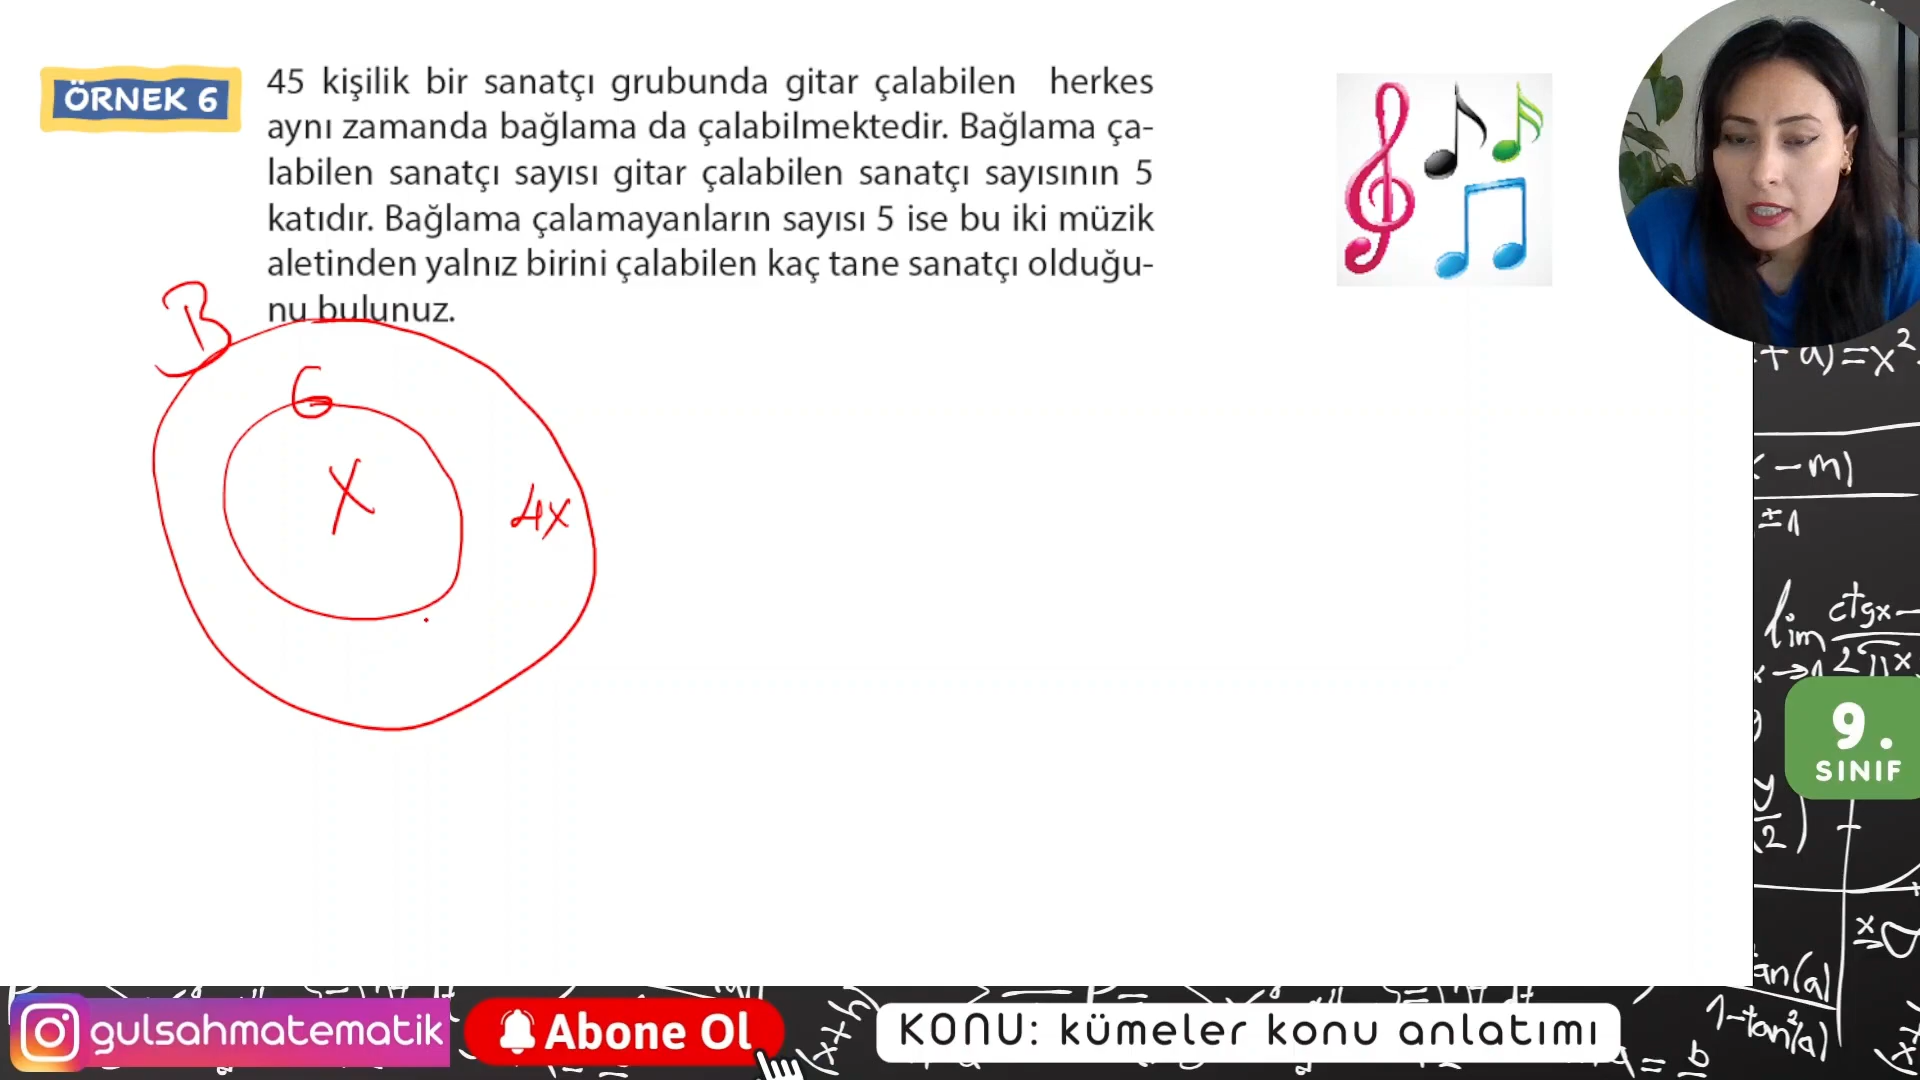 ÖRNEK 6
45 kişilik bir sanatçı grubunda gitar çalabilen herkes
aynı zamanda bağlama da çalabilmektedir. Bağlama ça-
labilen sanatçı sayısı gitar çalabilen sanatçı sayısının 5
katıdır. Bağlama çalamayanların sayısı 5 ise bu iki müzik
aletinden yalnız birini çalabilen kaç tane sanatçı olduğu-
nu bulunuz.
B
G
X
4x
9.
SINIF
gulsahmatematik
Abone Ol
KONU: kümeler konu anlatımı